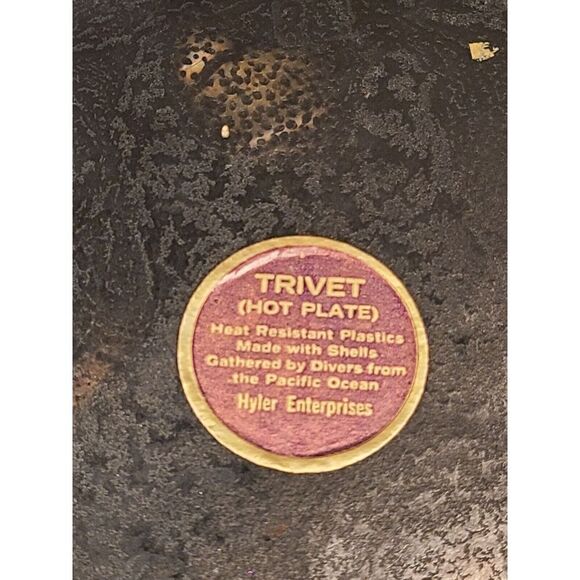 TRIVET
(HOT PLATE)
Heat Resistant Plastics
Made with Shells
Gathered by Divers from
the Pacific Ocean
Hyler Enterprises